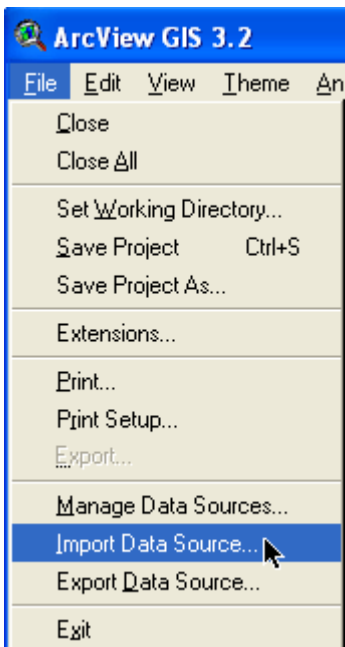 ArcView GIS 3.2
File Edit View Theme An
Close
Close All
Set Working Directory...
Save Project Ctrl+S
Save Project As...
Extensions...
Print...
Print Setup...
Export...
Manage Data Sources...
Import Data Source...
Export Data Source...
Exit